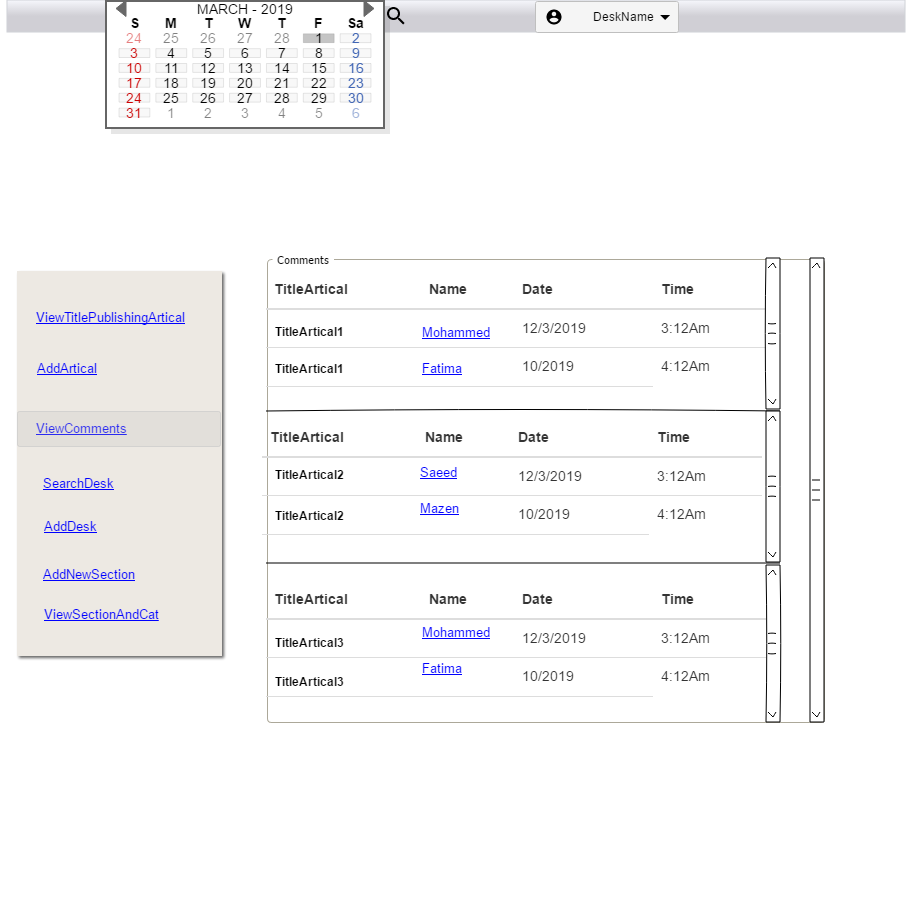 MARCH - 2019
DeskName
S M T W T F Sa
24 25 26 27 28 1 2
3 4 5 6 7 8 9
10 11 12 13 14 15 16
17 18 19 20 21 22 23
24 25 26 27 28 29 30
31 1 2 3 4 5 6
ViewTitlePublishingArtical
AddArtical
ViewComments
SearchDesk
AddDesk
AddNewSection
ViewSectionAndCat
Comments
TitleArtical Name Date Time
TitleArtical1 Mohammed 12/3/2019 3:12Am
TitleArtical1 Fatima 10/2019 4:12Am
TitleArtical Name Date Time
TitleArtical2 Saeed 12/3/2019 3:12Am
TitleArtical2 Mazen 10/2019 4:12Am
TitleArtical Name Date Time
TitleArtical3 Mohammed 12/3/2019 3:12Am
TitleArtical3 Fatima 10/2019 4:12Am